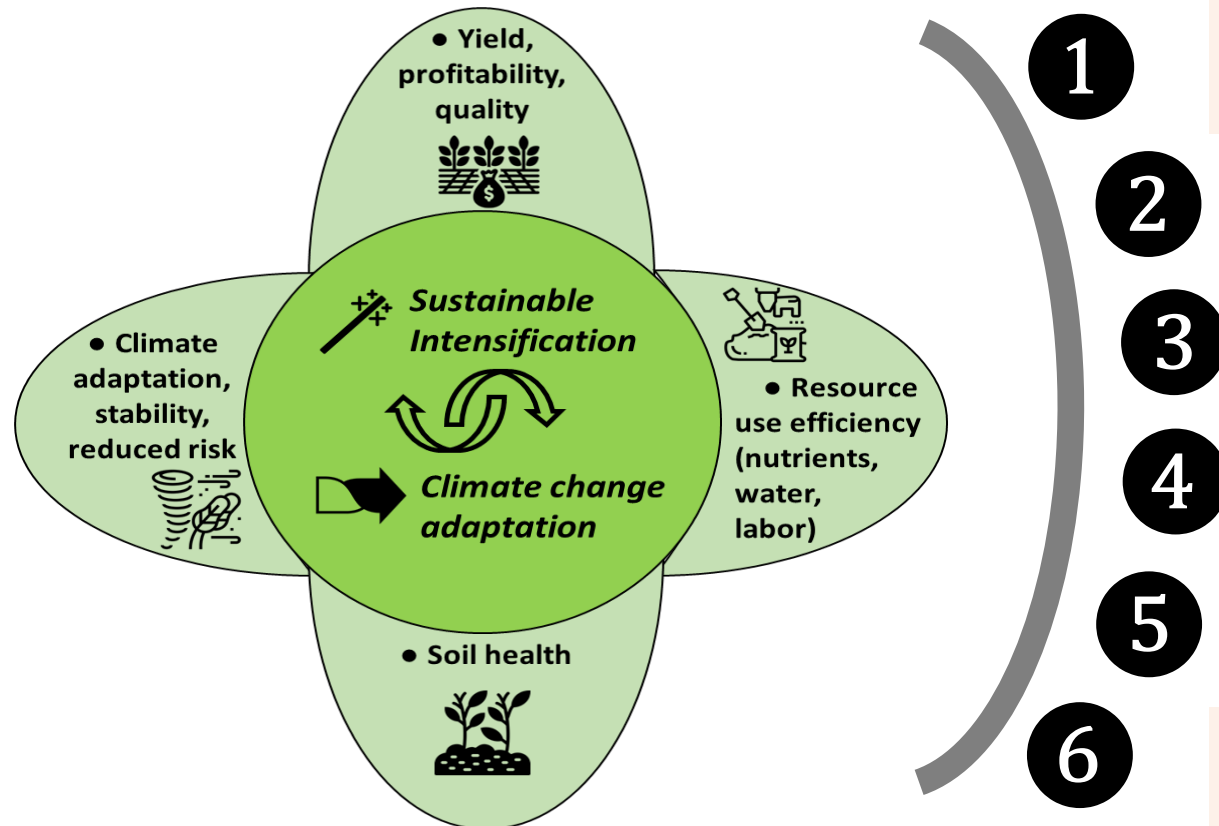 ● Yield,
profitability,
quality
$
Sustainable
Intensification
● Climate
adaptation,
stability,
reduced risk
● Resource
use efficiency
(nutrients,
water,
labor)
Climate change
adaptation
● Soil health
1
2
3
4
5
6